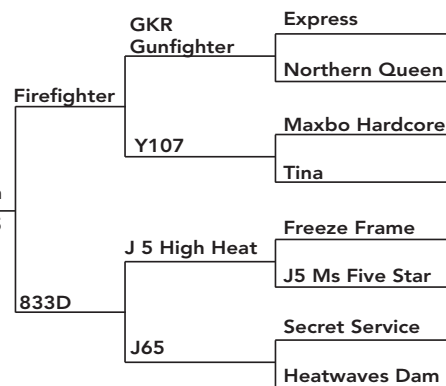 GKR
Gunfighter
Express
Northern Queen
Firefighter
Maxbo Hardcore
Y107
Tina
J 5 High Heat
Freeze Frame
J5 Ms Five Star
833D
Secret Service
J65
Heatwaves Dam